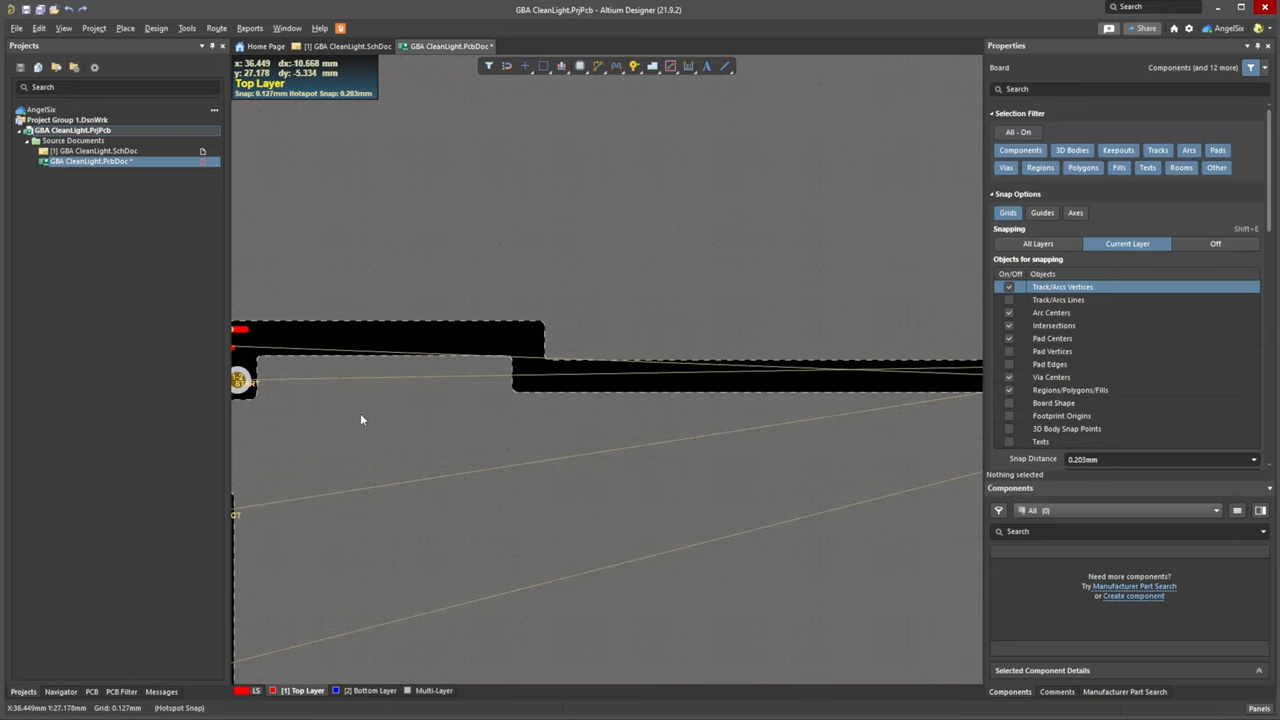 GBA CleanLight.PrjPcb - Altium Designer (21.9.2)
Search
File Edit View Project Place Design Tools Route Reports Window Help
Share
AngelSix
Projects
Home Page
[1] GBA CleanLight.SchDoc
GBA CleanLight.PcbDoc *
Properties
x: 36.449 dx:-10.668 mm
y: 27.178 dy: -5.334 mm
Top Layer
Snap: 0.127mm Hotspot Snap: 0.203mm
Board
Components (and 12 more)
Search
Search
AngelSix
Project Group 1.DsnWrk
GBA CleanLight.PrjPcb
Source Documents
[1] GBA CleanLight.SchDoc
GBA CleanLight.PcbDoc *
Selection Filter
All - On
Components 3D Bodies Keepouts Tracks Arcs Pads
Vias Regions Polygons Fills Texts Rooms Other
Snap Options
Grids Guides Axes
Snapping
Shift - E
All Layers Current Layer Off
Objects for snapping
On/Off Objects
Track/Arcs Vertices
Track/Arcs Lines
Arc Centers
Intersections
Pad Centers
Pad Vertices
Pad Edges
Via Centers
Regions/Polygons/Fills
Board Shape
Footprint Origins
3D Body Snap Points
Texts
START
CT
Snap Distance 0.203mm
Nothing selected
Components
All (0)
Search
Need more components?
Try Manufacturer Part Search
or Create component
Selected Component Details
Projects Navigator PCB PCB Filter Messages
LS [1] Top Layer [2] Bottom Layer Multi-Layer
Components Comments Manufacturer Part Search
X:36.449mm Y:27.178mm Grid: 0.127mm (Hotspot Snap)
Panels